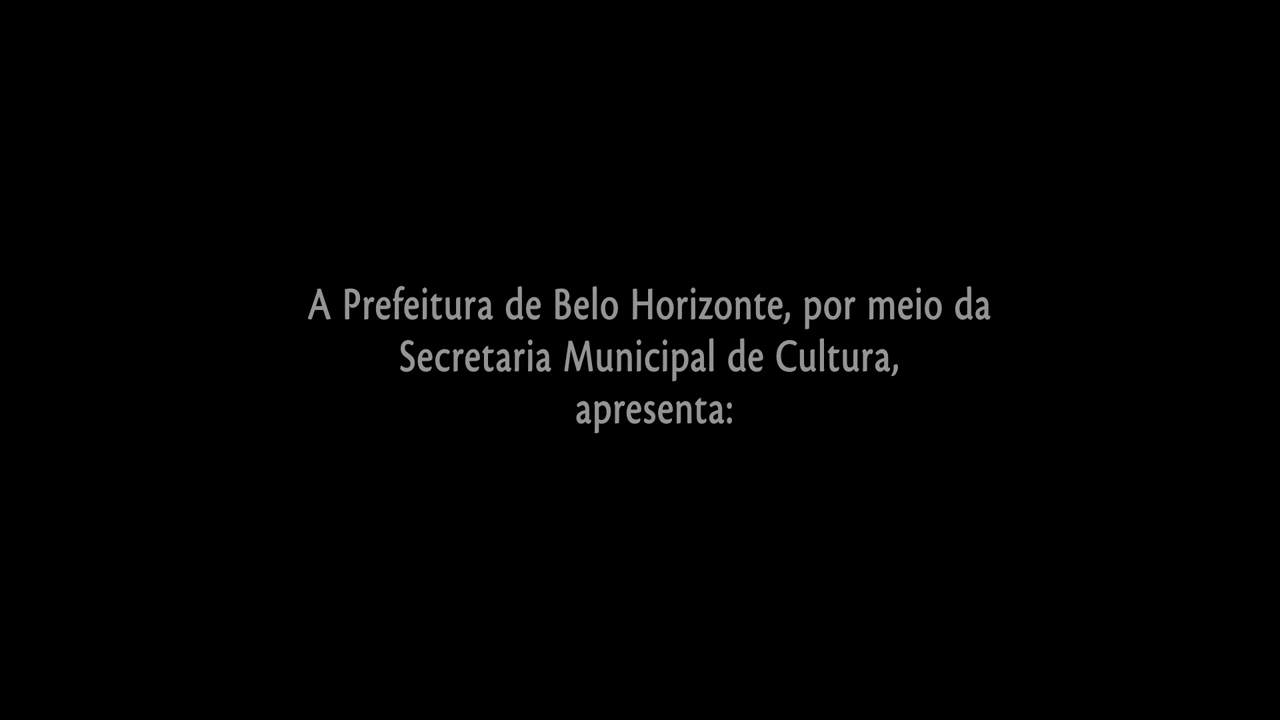 A Prefeitura de Belo Horizonte, por meio da
Secretaria Municipal de Cultura,
apresenta: